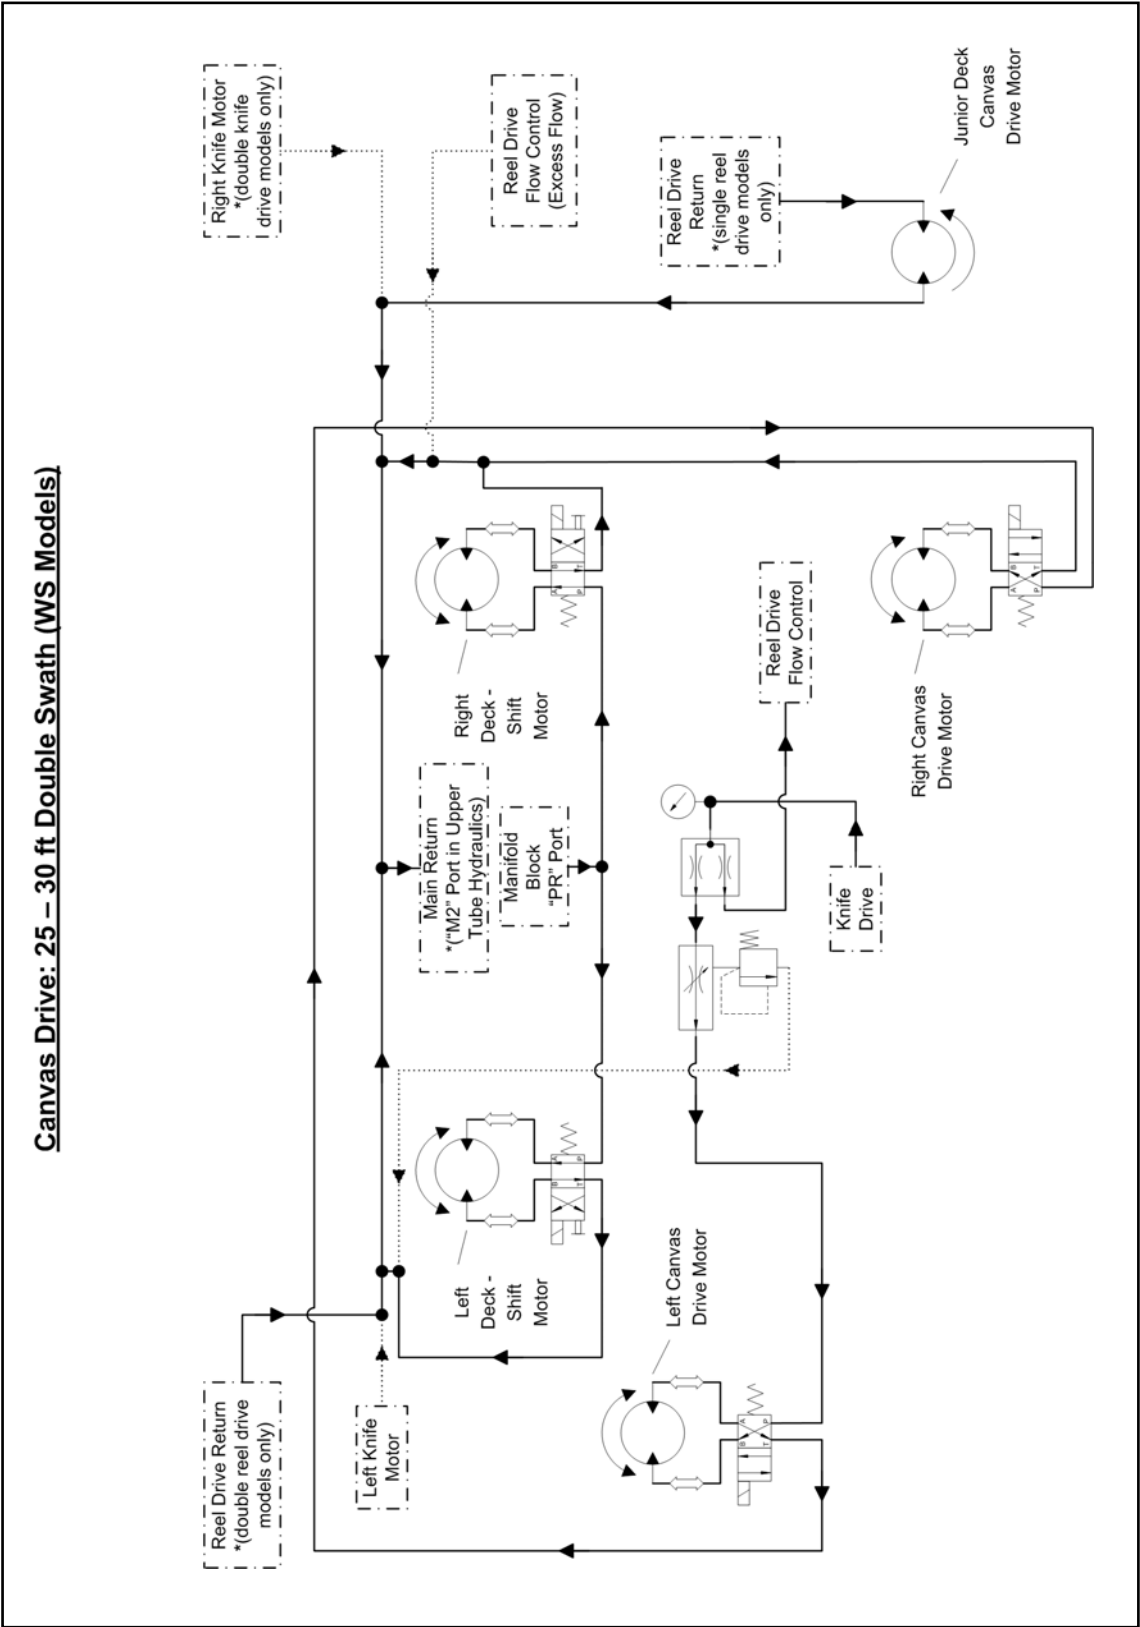 Canvas Drive: 25 – 30 ft Double Swath (WS Models)
Reel Drive Return
*(double reel drive
models only)
Left Knife
Motor
Left
Deck -
Shift
Motor
B
A
T
P
Left Canvas
Drive Motor
B
A
T
P
Main Return
*("M2" Port in Upper
Tube Hydraulics)
Manifold
Block
"PR" Port
Knife
Drive
Reel Drive
Flow Control
Right
Deck -
Shift
Motor
A
B
P
T
Right Canvas
Drive Motor
A
B
P
T
Right Knife Motor
*(double knife
drive models only)
Reel Drive
Flow Control
(Excess Flow)
Reel Drive
Return
*(single reel
drive models
only)
Junior Deck
Canvas
Drive Motor